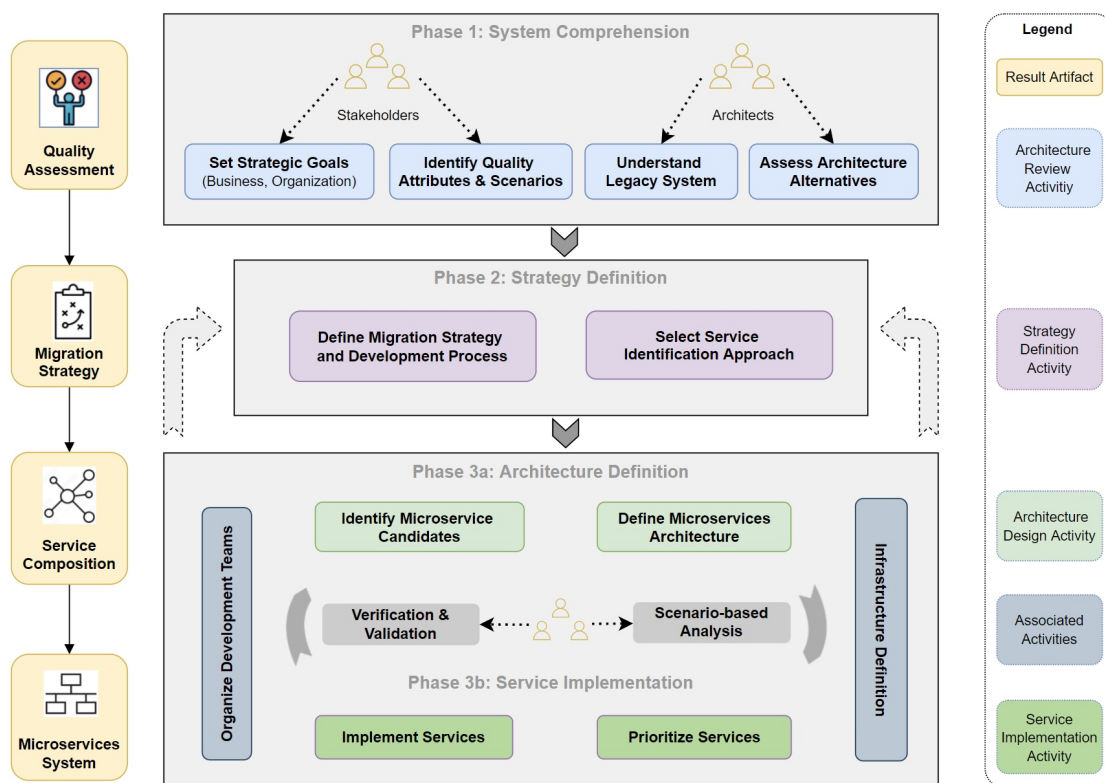 Quality
Assessment
Migration
Strategy
Service
Composition
Microservices
System
Phase 1: System Comprehension
Stakeholders
Architects
Set Strategic Goals
(Business, Organization)
Identify Quality
Attributes & Scenarios
Understand
Legacy System
Assess Architecture
Alternatives
Phase 2: Strategy Definition
Define Migration Strategy
and Development Process
Select Service
Identification Approach
Phase 3a: Architecture Definition
Organize Development Teams
Identify Microservice
Candidates
Define Microservices
Architecture
Infrastructure Definition
Verification &
Validation
Scenario-based
Analysis
Phase 3b: Service Implementation
Implement Services
Prioritize Services
Legend
Result Artifact
Architecture
Review
Activitiy
Strategy
Definition
Activity
Architecture
Design Activity
Associated
Activities
Service
Implementation
Activity